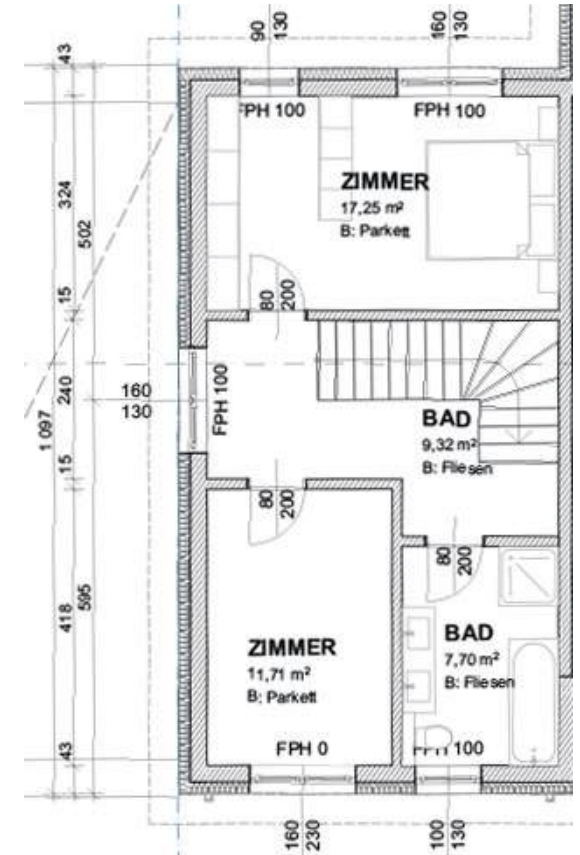 90
130
160
130
43
FPH 100
FPH 100
ZIMMER
17,25 m²
B: Parkett
324
502
80
200
15
FPH 100
160
130
240
1 097
BAD
9,32 m²
B: Fliesen
15
80
200
80
200
595
418
ZIMMER
11,71 m²
B: Parkett
BAD
7,70 m²
B: Fliesen
FPH 0
FPH 100
43
160
230
100
130